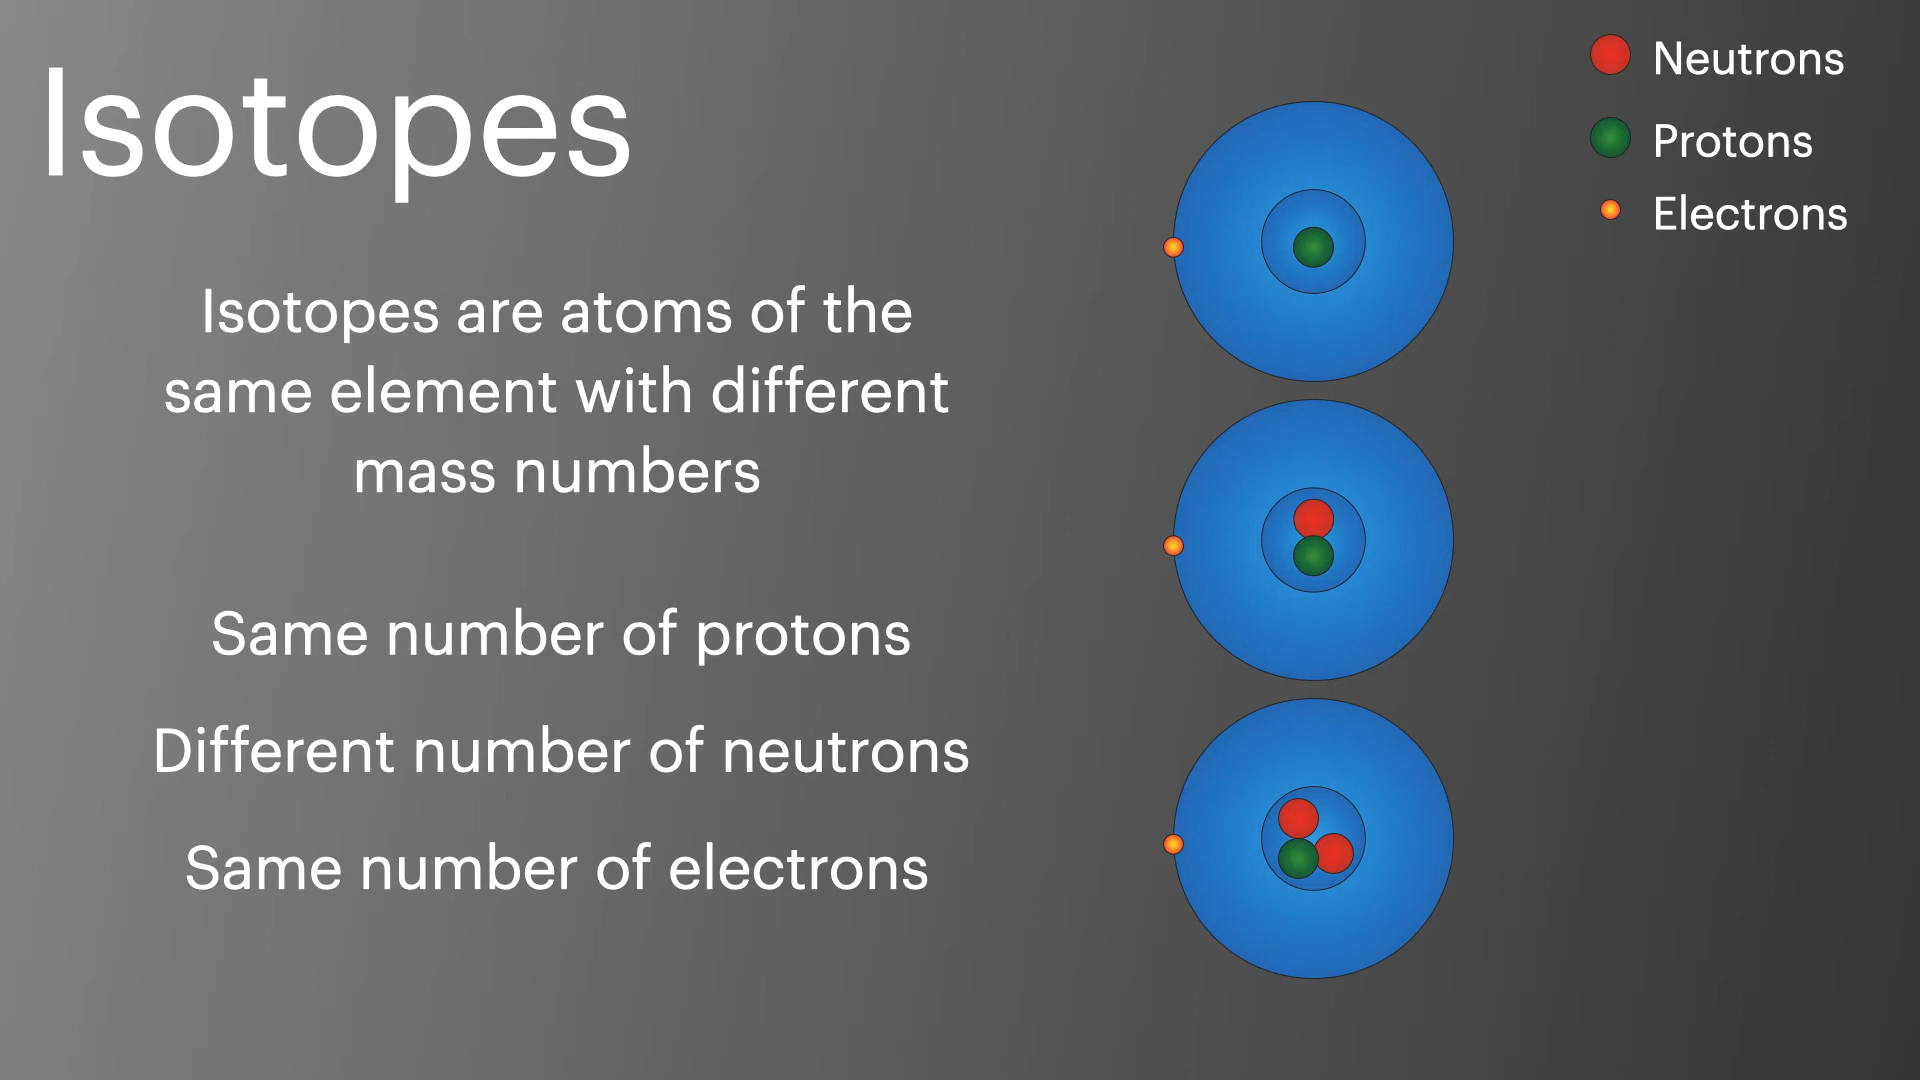 Isotopes
Isotopes are atoms of the
same element with different
mass numbers
Same number of protons
Different number of neutrons
Same number of electrons
Neutrons
Protons
Electrons